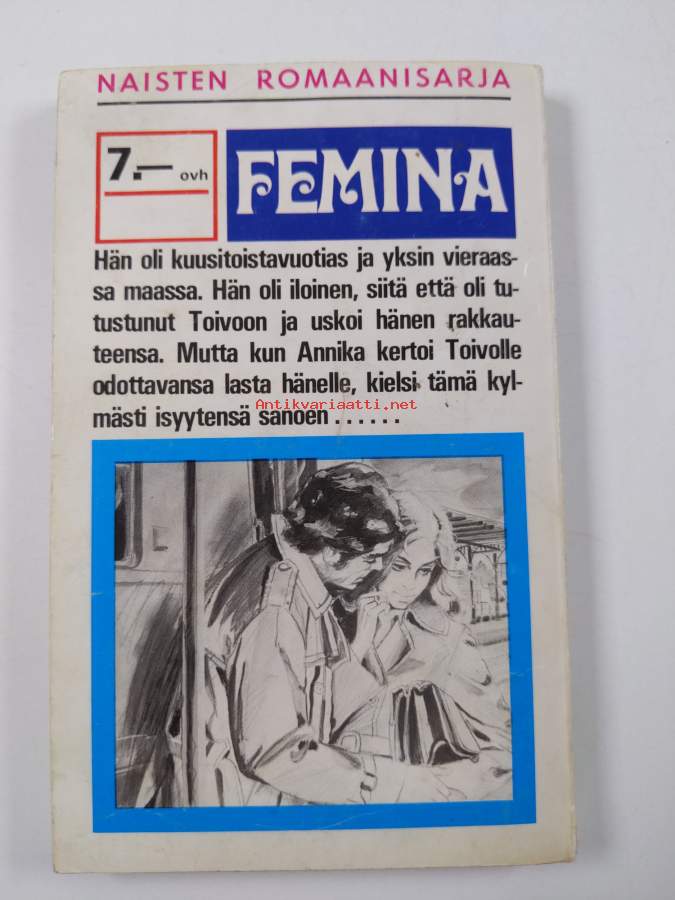 NAISTEN ROMAANISARJA
7.— ovh
FEMINA
Hän oli kuusitoistavuotias ja yksin vieraas-
sa maassa. Hän oli iloinen, siitä että oli tu-
tustunut Toivoon ja uskoi hänen rakkau-
teensa. Mutta kun Annika kertoi Toivolle
odottavansa lasta hänelle, kielsi tämä kyl-
mästi isyytensä sanoen......
Antikvariaatti.net